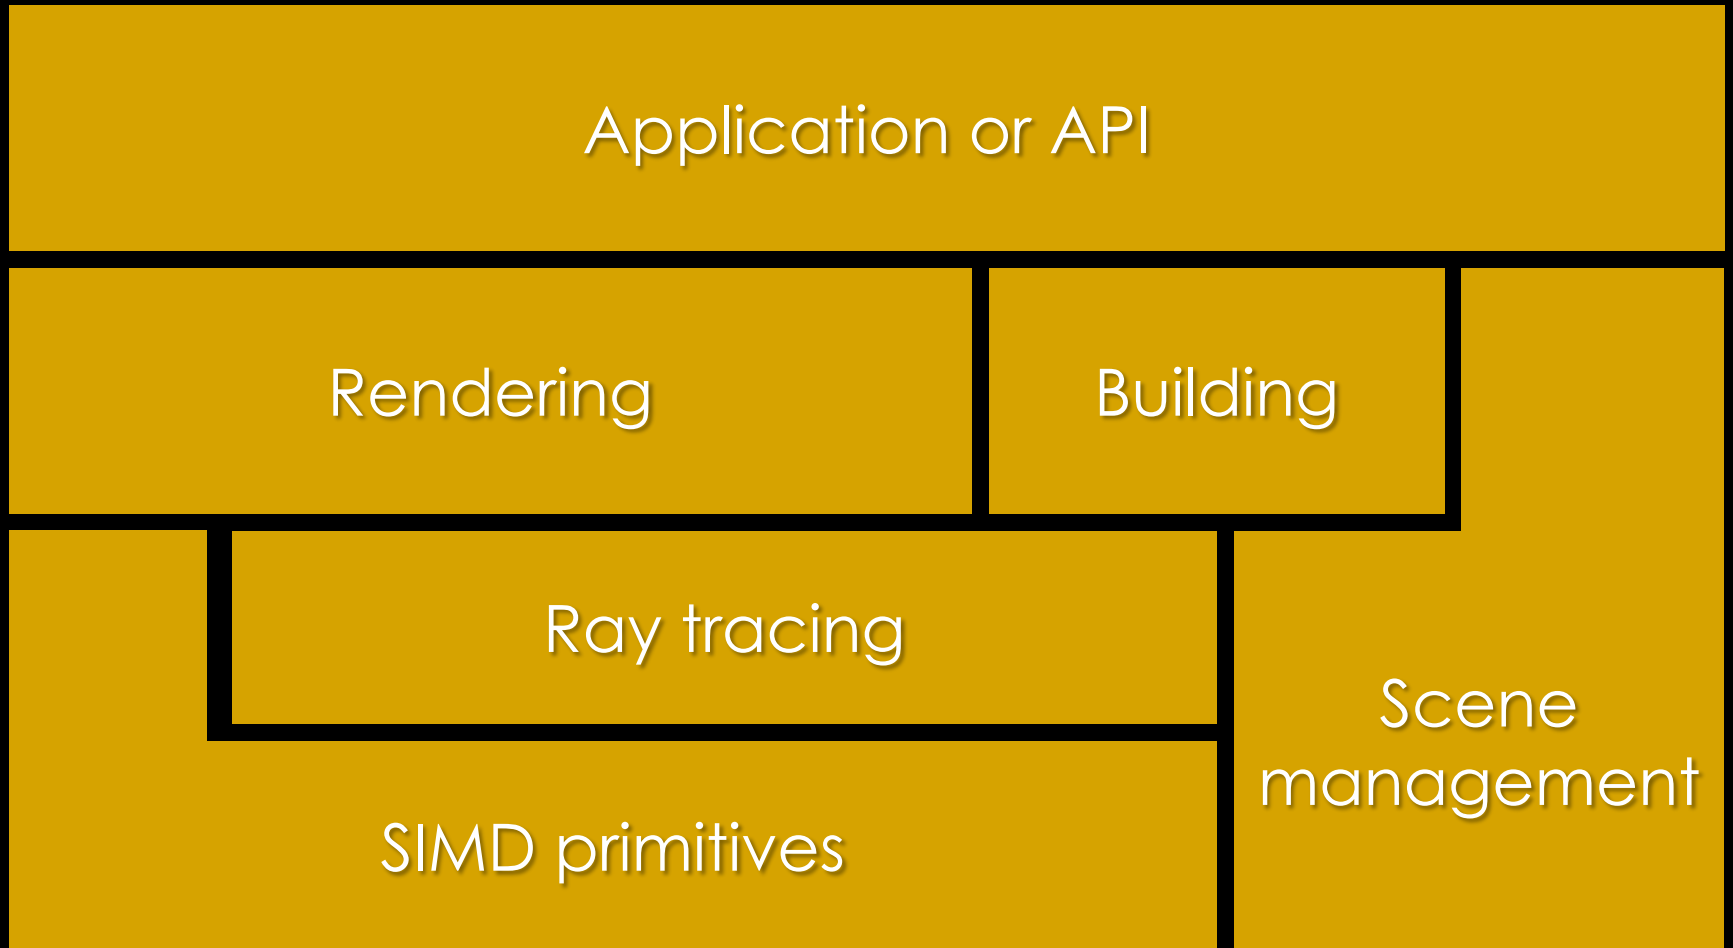 Application or API
Rendering
Building
Ray tracing
Scene
management
SIMD primitives